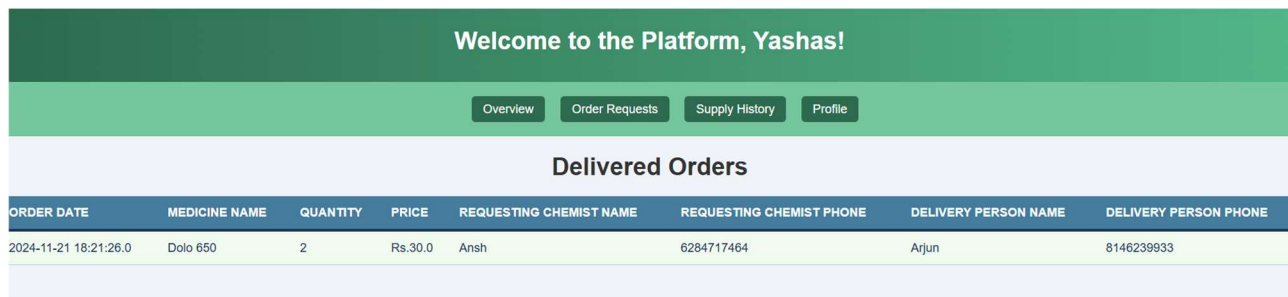 Welcome to the Platform, Yashas!
Overview Order Requests Supply History Profile
Delivered Orders
ORDER DATE MEDICINE NAME QUANTITY PRICE REQUESTING CHEMIST NAME REQUESTING CHEMIST PHONE DELIVERY PERSON NAME DELIVERY PERSON PHONE
2024-11-21 18:21:26.0 Dolo 650 2 Rs.30.0 Ansh 6284717464 Arjun 8146239933